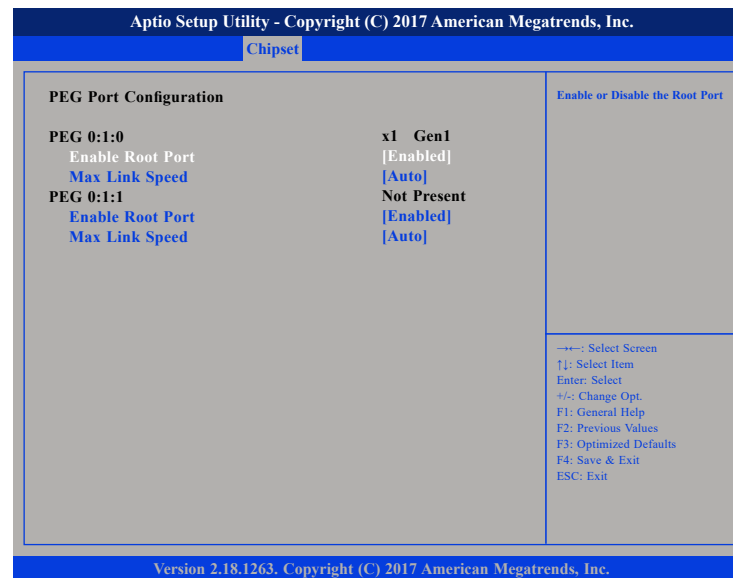 Aptio Setup Utility - Copyright (C) 2017 American Megatrends, Inc.
Chipset
PEG Port Configuration
PEG 0:1:0 x1 Gen1
Enable Root Port [Enabled]
Max Link Speed [Auto]
PEG 0:1:1 Not Present
Enable Root Port [Enabled]
Max Link Speed [Auto]
Enable or Disable the Root Port
→←: Select Screen
↑↓: Select Item
Enter: Select
+/-: Change Opt.
F1: General Help
F2: Previous Values
F3: Optimized Defaults
F4: Save & Exit
ESC: Exit
Version 2.18.1263. Copyright (C) 2017 American Megatrends, Inc.